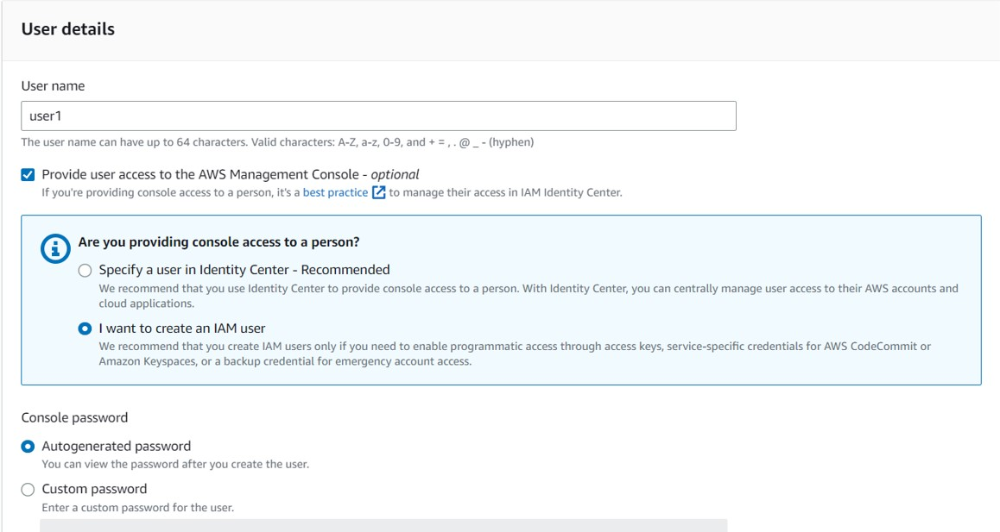 User details
User name
user1
The user name can have up to 64 characters. Valid characters: A-Z, a-z, 0-9, and + = , . @ _ - (hyphen)
Provide user access to the AWS Management Console - optional
If you're providing console access to a person, it's a best practice to manage their access in IAM Identity Center.
Are you providing console access to a person?
Specify a user in Identity Center - Recommended
We recommend that you use Identity Center to provide console access to a person. With Identity Center, you can centrally manage user access to their AWS accounts and
cloud applications.
I want to create an IAM user
We recommend that you create IAM users only if you need to enable programmatic access through access keys, service-specific credentials for AWS CodeCommit or
Amazon Keyspaces, or a backup credential for emergency account access.
Console password
Autogenerated password
You can view the password after you create the user.
Custom password
Enter a custom password for the user.